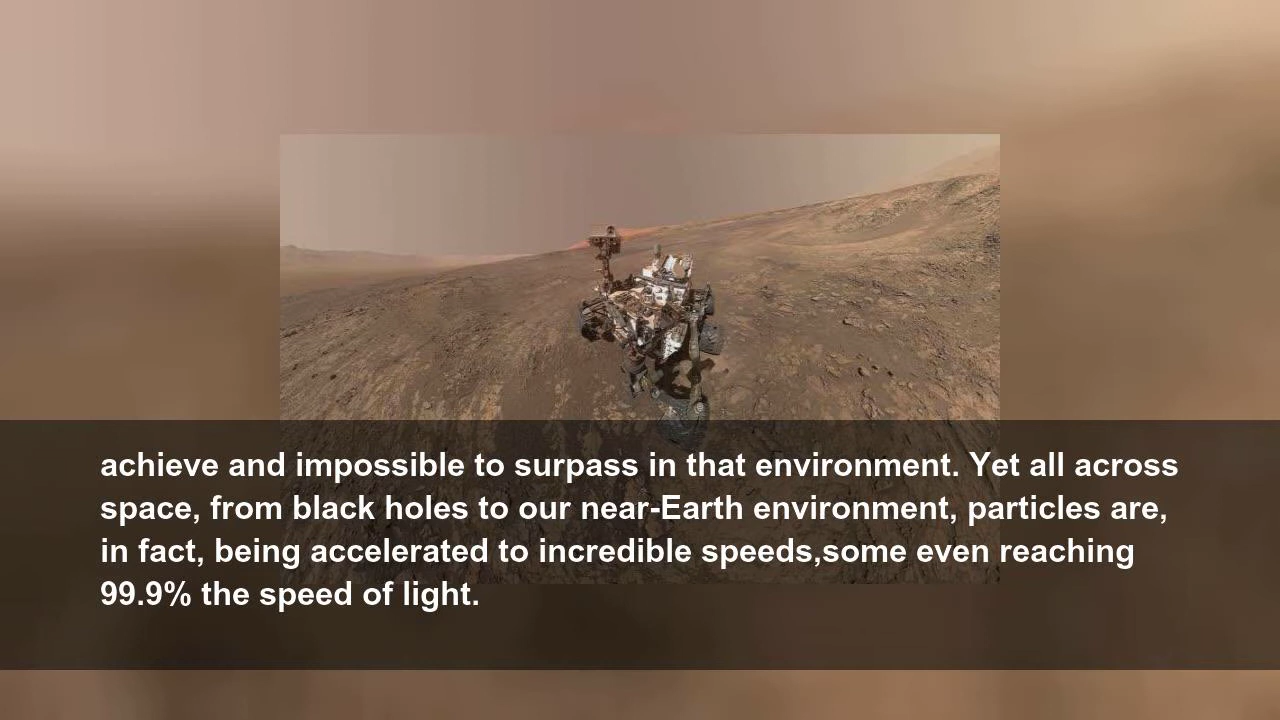 achieve and impossible to surpass in that environment. Yet all across
space, from black holes to our near-Earth environment, particles are,
in fact, being accelerated to incredible speeds,some even reaching
99.9% the speed of light.